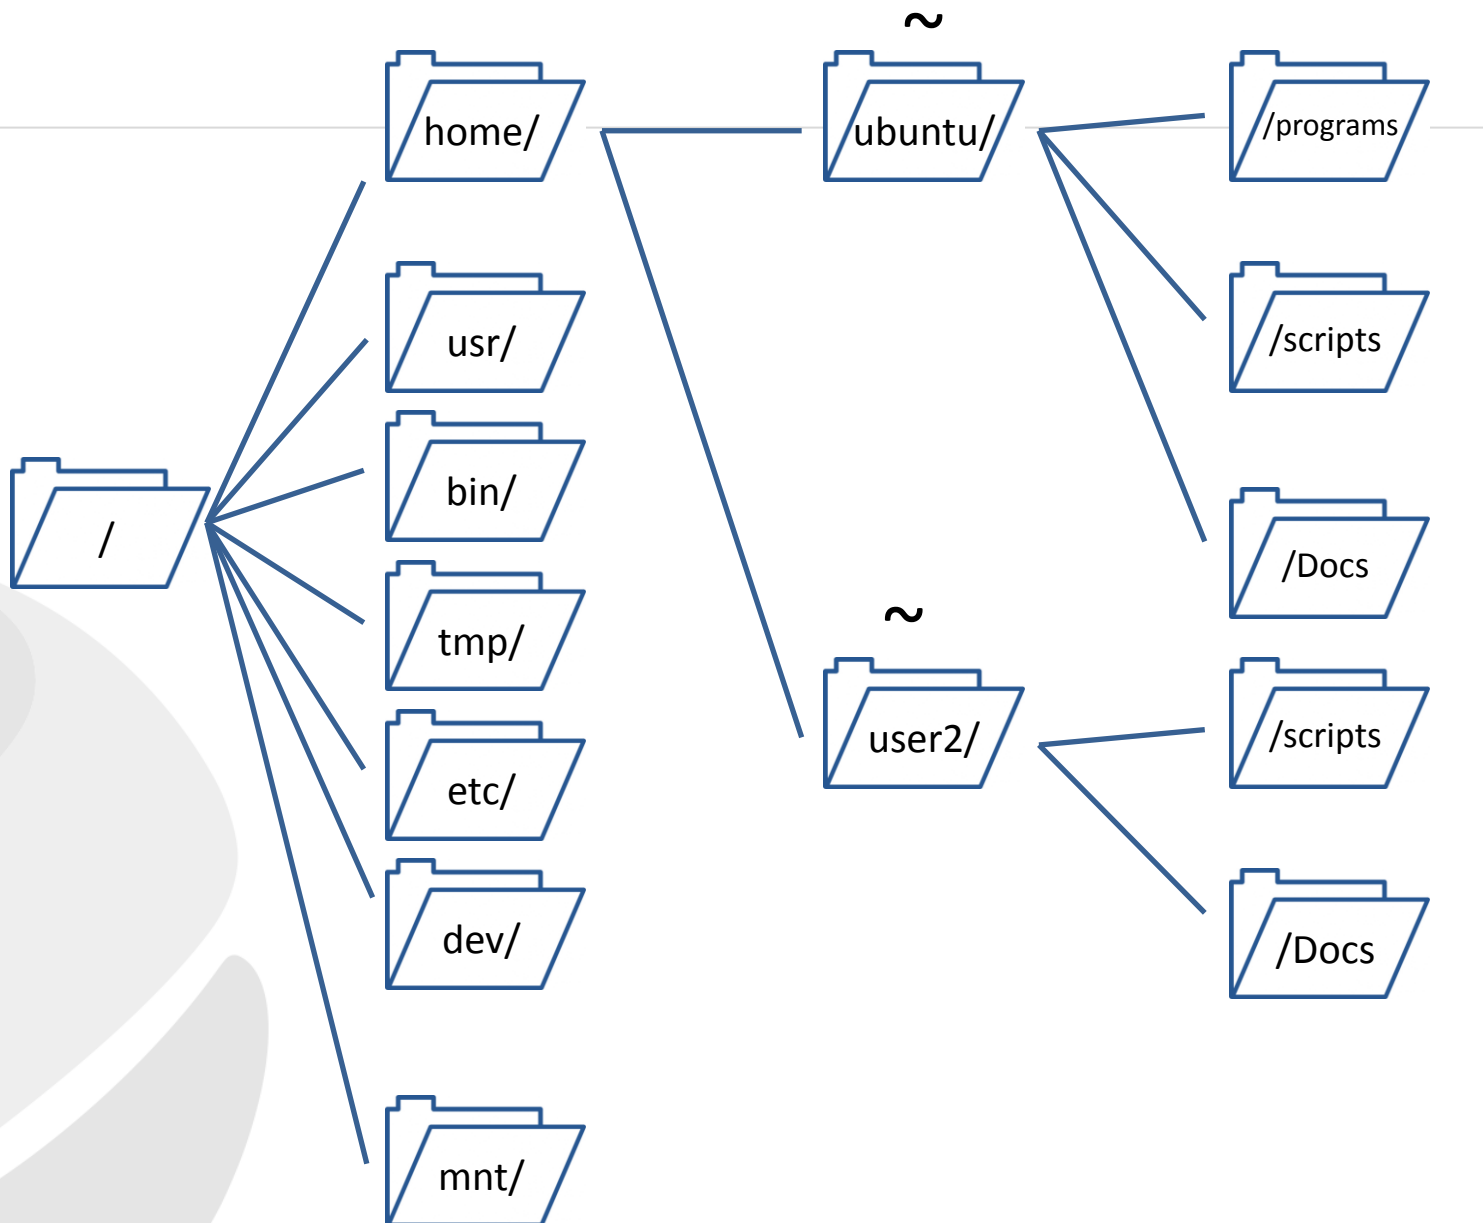 ~
home/
ubuntu/
/programs
usr/
/scripts
bin/
/
/Docs
~
tmp/
user2/
/scripts
etc/
dev/
/Docs
mnt/